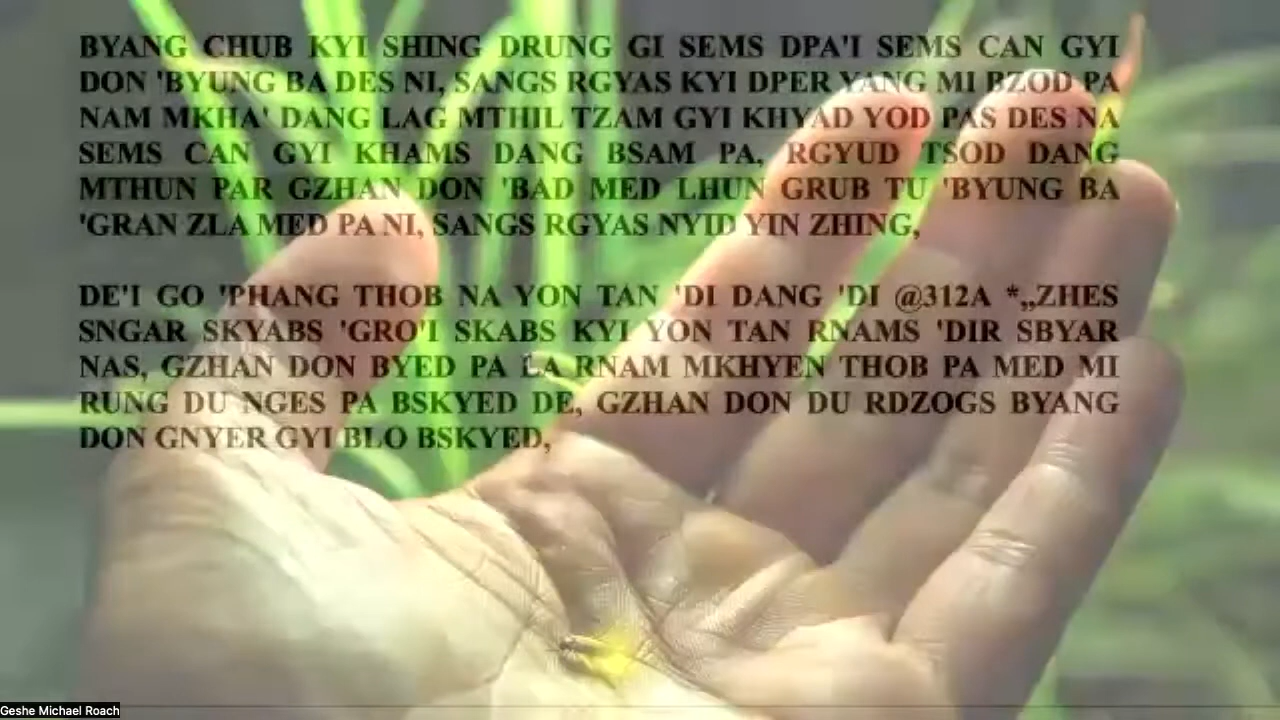 BYANG CHUB KYI SHING DRUNG GI SEMS DPA'I SEMS CAN GYI
DON 'BYUNG BA DES NI, SANGS RGYAS KYI DPER YANG MI BZOD PA
NAM MKHA' DANG LAG MTHIL TZAM GYI KHYAD YOD PAS DES NA
SEMS CAN GYI KHAMS DANG BSAM PA, RGYUD TSOD DANG
MTHUN PAR GZHAN DON 'BAD MED LHUN GRUB TU 'BYUNG BA
'GRAN ZLA MED PA NI, SANGS RGYAS NYID YIN ZHING,
DE'I GO 'PHANG THOB NA YON TAN 'DI DANG 'DI @312A *,,ZHES
SNGAR SKYABS 'GRO'I SKABS KYI YON TAN RNAMS 'DIR SBYAR
NAS, GZHAN DON BYED PA LA RNAM MKHYEN THOB PA MED MI
RUNG DU NGES PA BSKYED DE, GZHAN DON DU RDZOGS BYANG
DON GNYER GYI BLO BSKYED,
Geshe Michael Roach